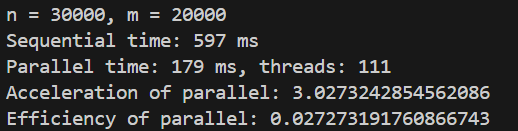 n = 30000, m = 20000
Sequential time: 597 ms
Parallel time: 179 ms, threads: 111
Acceleration of parallel: 3.0273242854562086
Efficiency of parallel: 0.027273191760866743